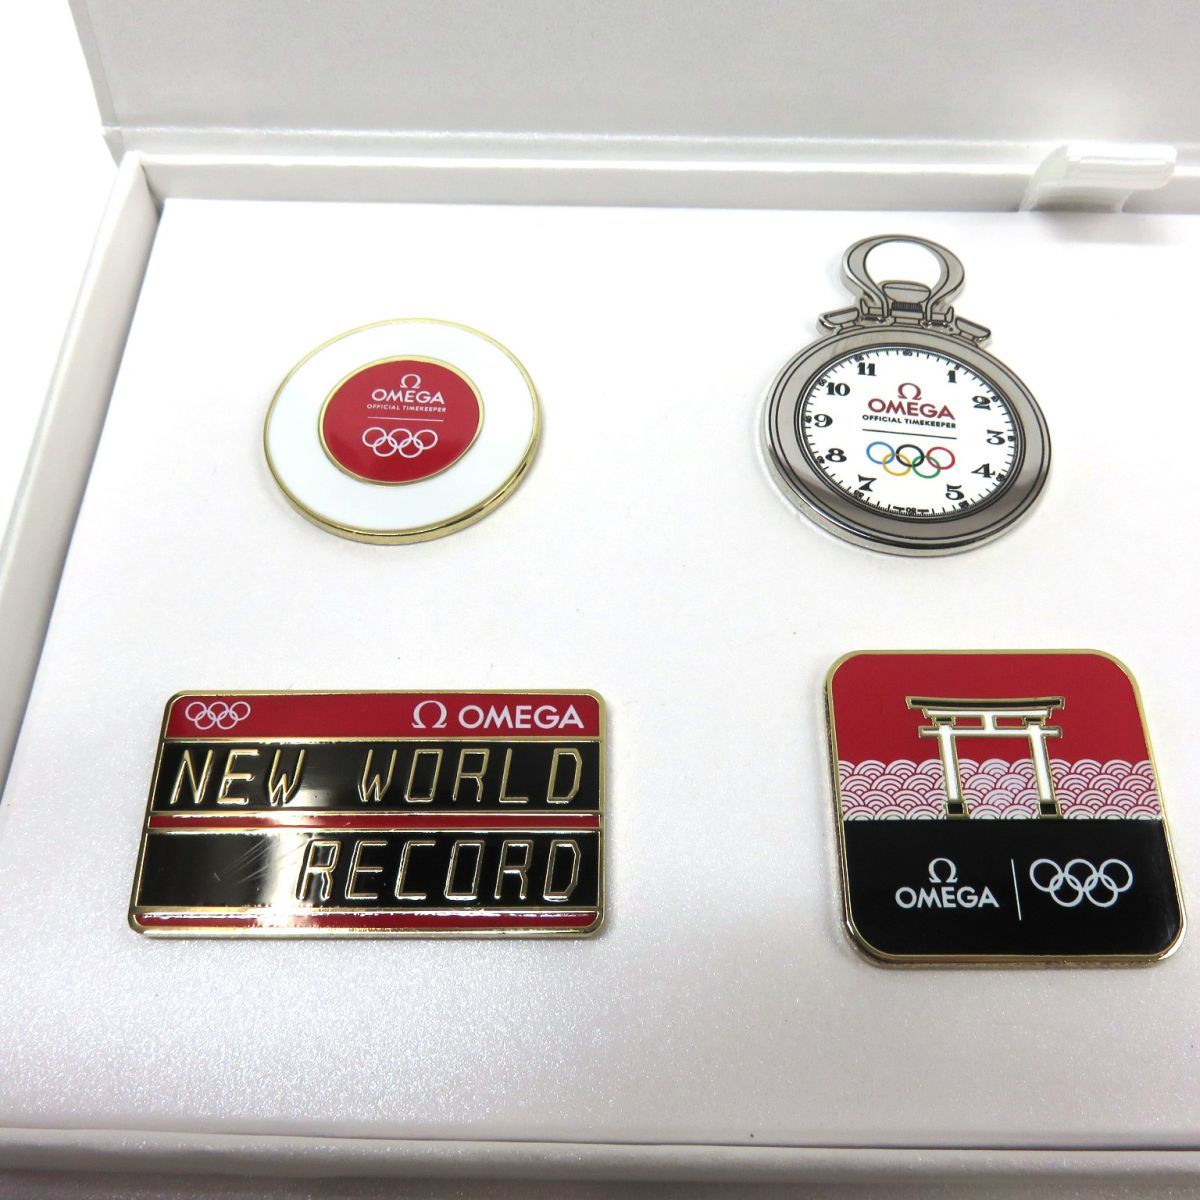 Ω
OMEGA
OFFICIAL TIMEKEEPER
11 1
10 2
9 3
8 4
7 5
Ω
OMEGA
OFFICIAL TIMEKEEPER
Ω OMEGA
NEW WORLD
RECORD
Ω
OMEGA